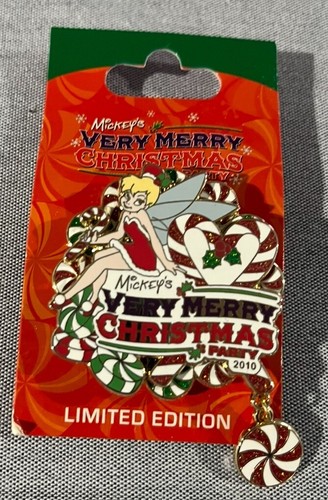 Mickey's
Very Merry
Christmas
Party
Mickey's
Very Merry
Christmas
Party
2010
LIMITED EDITION